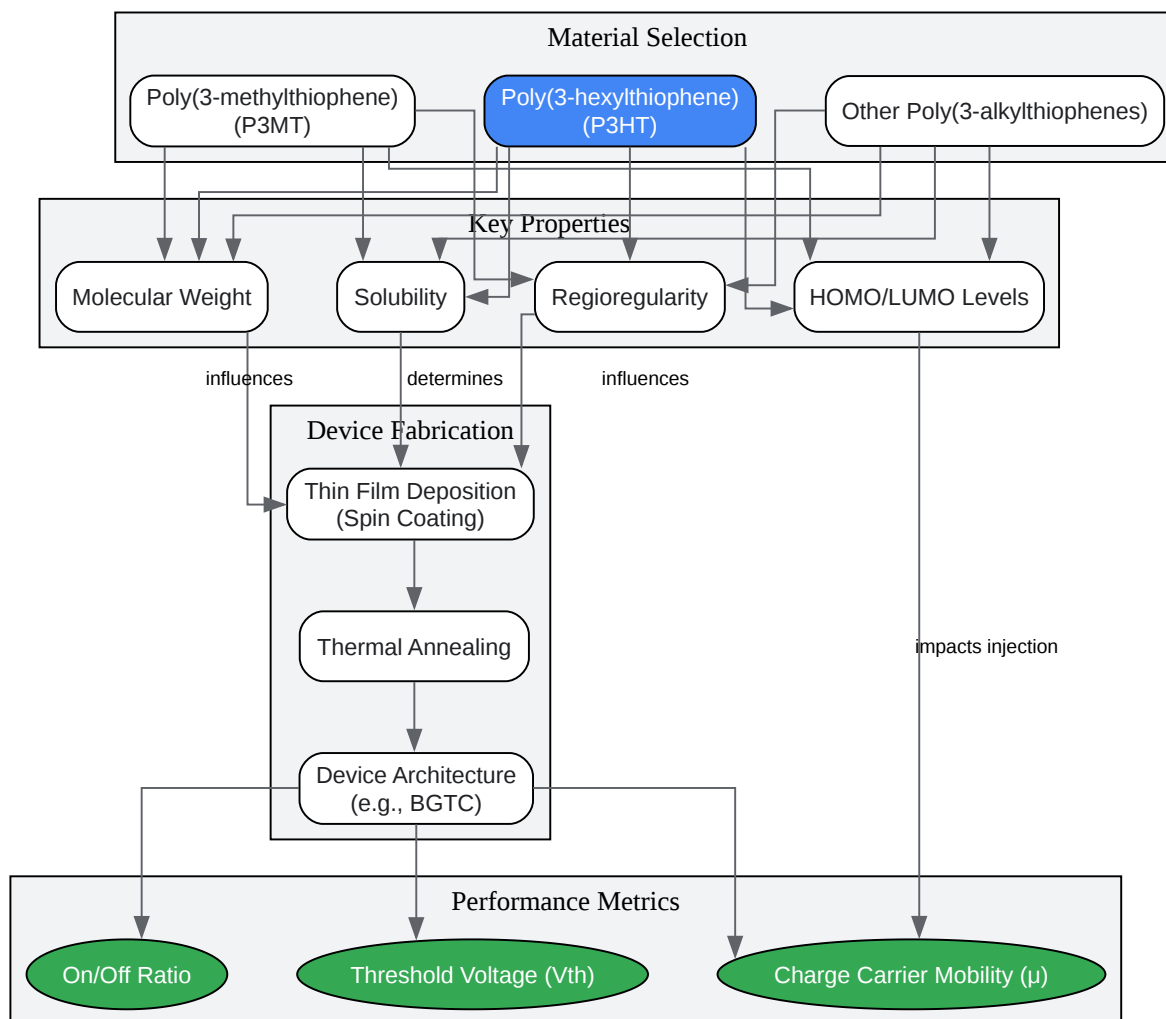 Material Selection
Poly(3-methylthiophene)
(P3MT)
Poly(3-hexylthiophene)
(P3HT)
Other Poly(3-alkylthiophenes)
Key Properties
Molecular Weight
Solubility
Regioregularity
HOMO/LUMO Levels
influences
determines
influences
Device Fabrication
Thin Film Deposition
(Spin Coating)
Thermal Annealing
impacts injection
Device Architecture
(e.g., BGTC)
Performance Metrics
On/Off Ratio
Threshold Voltage (Vth)
Charge Carrier Mobility (μ)